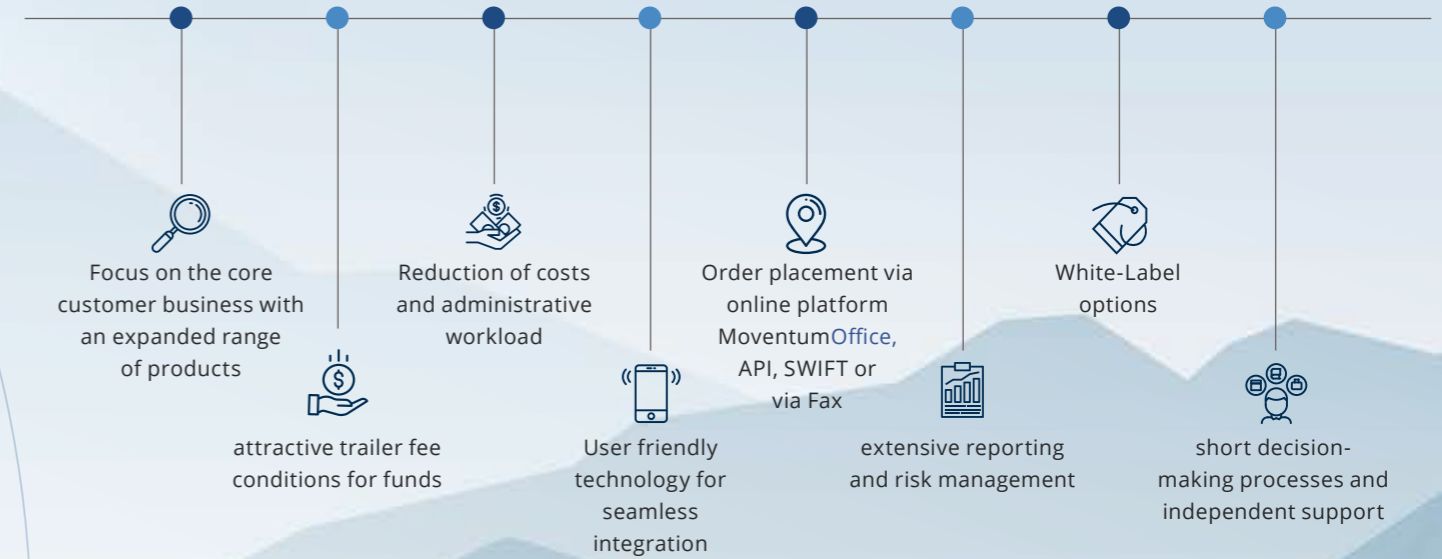 Focus on the core
customer business with
an expanded range
of products
attractive trailer fee
conditions for funds
Reduction of costs
and administrative
workload
User friendly
technology for
seamless
integration
Order placement via
online platform
MoventumOffice,
API, SWIFT or
via Fax
extensive reporting
and risk management
White-Label
options
short decision-
making processes and
independent support